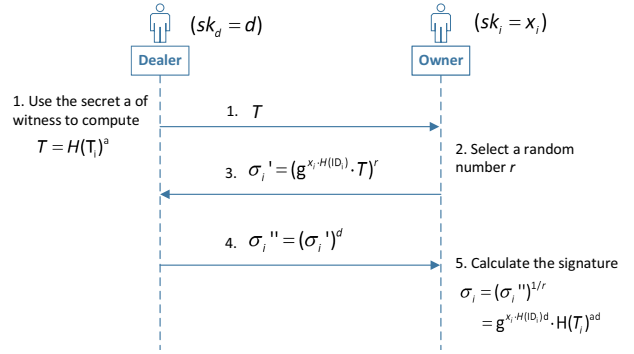 (sk_d = d)
(sk_i = x_i)
Dealer
Owner
1. Use the secret a of
witness to compute
T = H(T_i)^a
1. T
2. Select a random
number r
3. σ_i' = (g^{x_i·H(ID_i)}·T)^r
4. σ_i'' = (σ_i')^d
5. Calculate the signature
σ_i = (σ_i'')^{1/r}
= g^{x_i·H(ID_i)d}·H(T_i)^{ad}